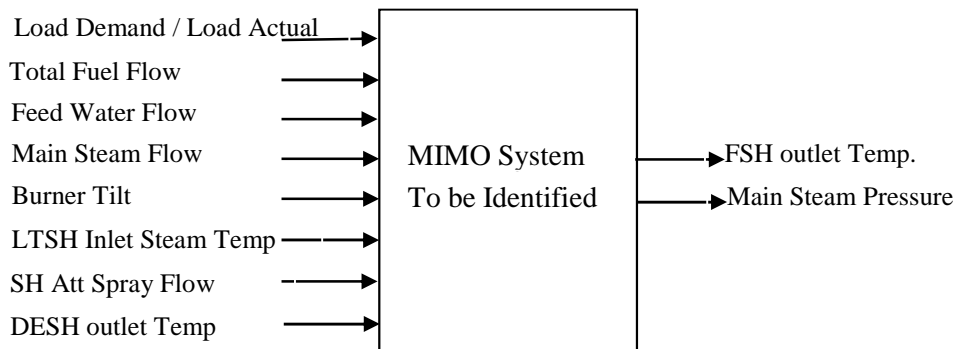 Load Demand / Load Actual
Total Fuel Flow
Feed Water Flow
Main Steam Flow
Burner Tilt
LTSH Inlet Steam Temp
SH Att Spray Flow
DESH outlet Temp
MIMO System
To be Identified
FSH outlet Temp.
Main Steam Pressure